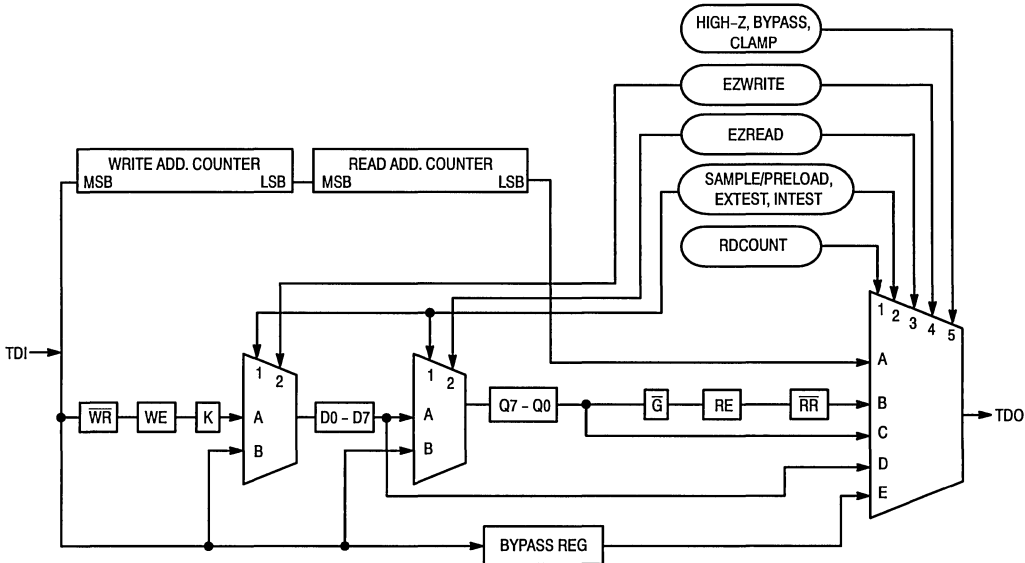 HIGH–Z, BYPASS,
CLAMP
EZWRITE
EZREAD
SAMPLE/PRELOAD,
EXTEST, INTEST
RDCOUNT
WRITE ADD. COUNTER
MSB LSB
READ ADD. COUNTER
MSB LSB
1 2 3 4 5
A
B
C
D
E
TDI
1 2
A
B
1 2
A
B
W̅R̅ WE K
D0 – D7
Q7 – Q0
G̅ RE R̅R̅
TDO
BYPASS REG